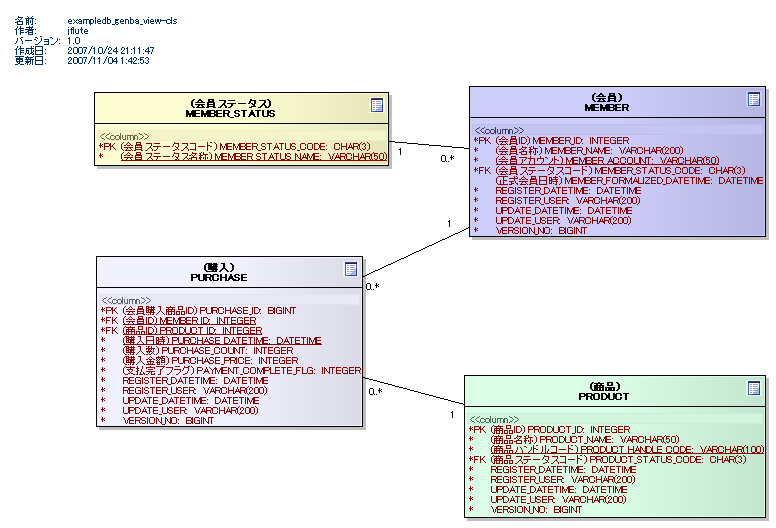 名前: exampledb_genba_view-cls
作者: jflute
バージョン: 1.0
作成日: 2007/10/24 21:11:47
更新日: 2007/11/04 1:42:53
(会員ステータス)
MEMBER_STATUS
<<column>>
*PK (会員ステータスコード) MEMBER_STATUS_CODE: CHAR(3)
* (会員ステータス名称) MEMBER_STATUS_NAME: VARCHAR(50)
1
0..*
(会員)
MEMBER
<<column>>
*PK (会員ID) MEMBER_ID: INTEGER
* (会員名称) MEMBER_NAME: VARCHAR(200)
* (会員アカウント) MEMBER_ACCOUNT: VARCHAR(50)
*FK (会員ステータスコード) MEMBER_STATUS_CODE: CHAR(3)
(正式会員日時) MEMBER_FORMALIZED_DATETIME: DATETIME
* REGISTER_DATETIME: DATETIME
* REGISTER_USER: VARCHAR(200)
* UPDATE_DATETIME: DATETIME
* UPDATE_USER: VARCHAR(200)
* VERSION_NO: BIGINT
1
0..*
(購入)
PURCHASE
<<column>>
*PK (会員購入商品ID) PURCHASE_ID: BIGINT
*FK (会員ID) MEMBER_ID: INTEGER
*FK (商品ID) PRODUCT_ID: INTEGER
* (購入日時) PURCHASE_DATETIME: DATETIME
* (購入数) PURCHASE_COUNT: INTEGER
* (購入金額) PURCHASE_PRICE: INTEGER
* (支払完了フラグ) PAYMENT_COMPLETE_FLG: INTEGER
* REGISTER_DATETIME: DATETIME
* REGISTER_USER: VARCHAR(200)
* UPDATE_DATETIME: DATETIME
* UPDATE_USER: VARCHAR(200)
* VERSION_NO: BIGINT
0..*
1
(商品)
PRODUCT
<<column>>
*PK (商品ID) PRODUCT_ID: INTEGER
* (商品名称) PRODUCT_NAME: VARCHAR(50)
* (商品ハンドルコード) PRODUCT_HANDLE_CODE: VARCHAR(100)
*FK (商品ステータスコード) PRODUCT_STATUS_CODE: CHAR(3)
* REGISTER_DATETIME: DATETIME
* REGISTER_USER: VARCHAR(200)
* UPDATE_DATETIME: DATETIME
* UPDATE_USER: VARCHAR(200)
* VERSION_NO: BIGINT